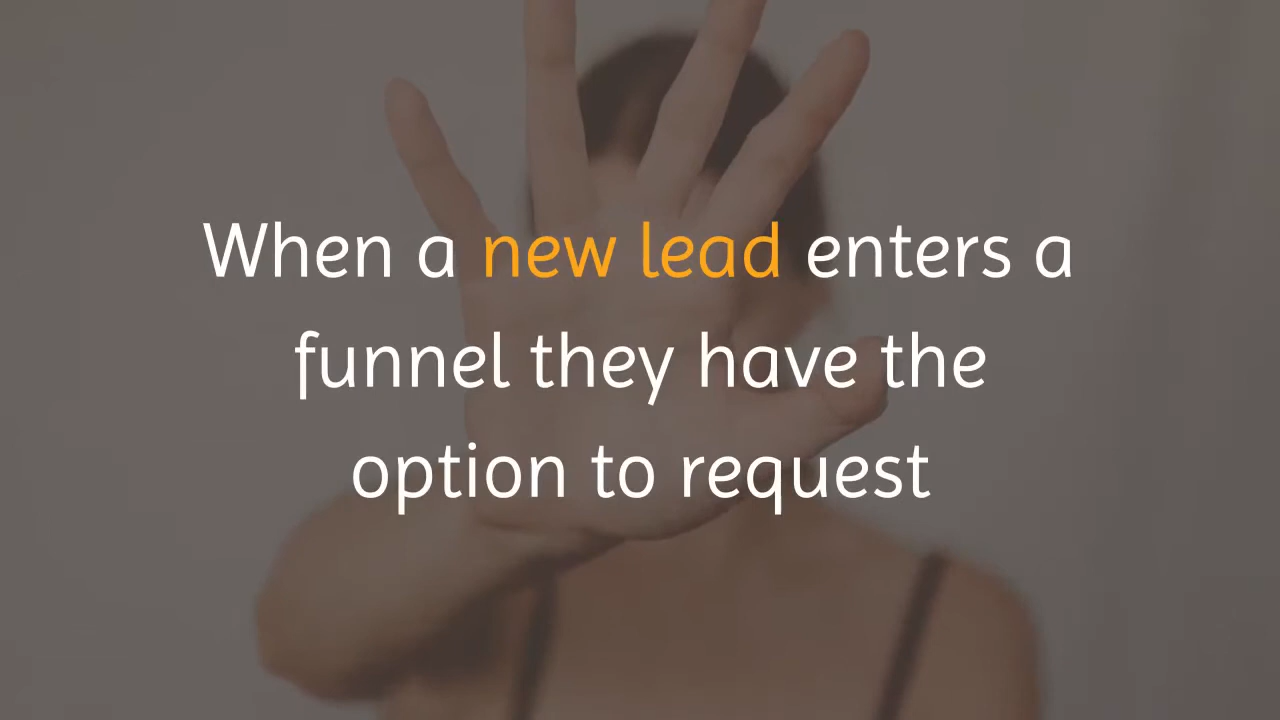 When a new lead enters a
funnel they have the
option to request